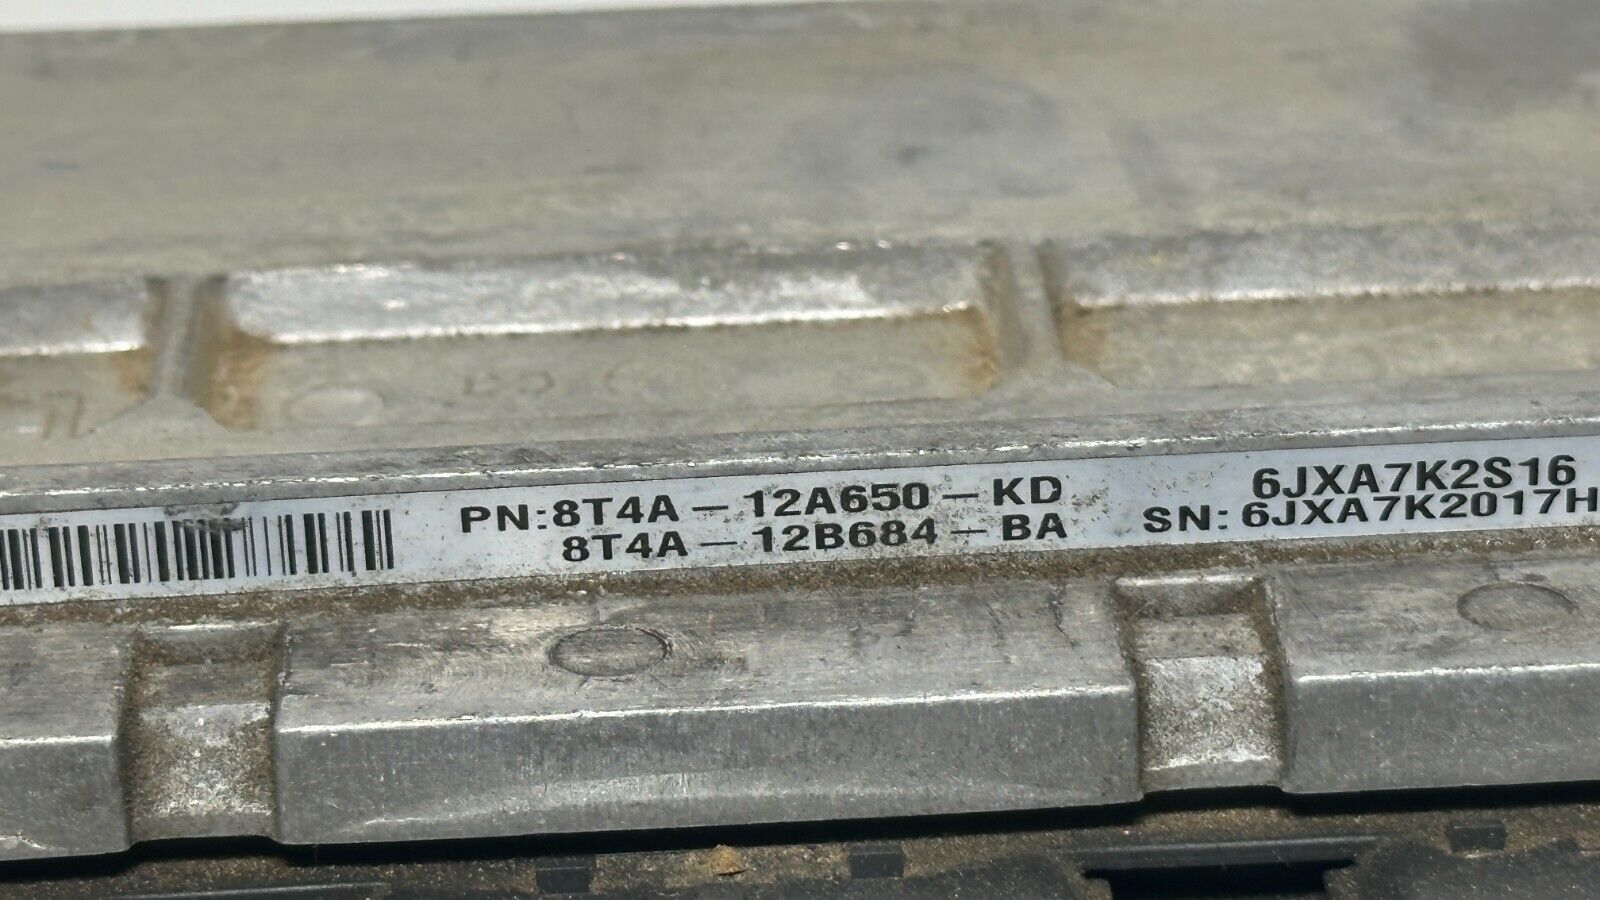 PN:8T4A-12A650-KD
8T4A-12B684-BA
6JXA7K2S16
SN: 6JXA7K2017H